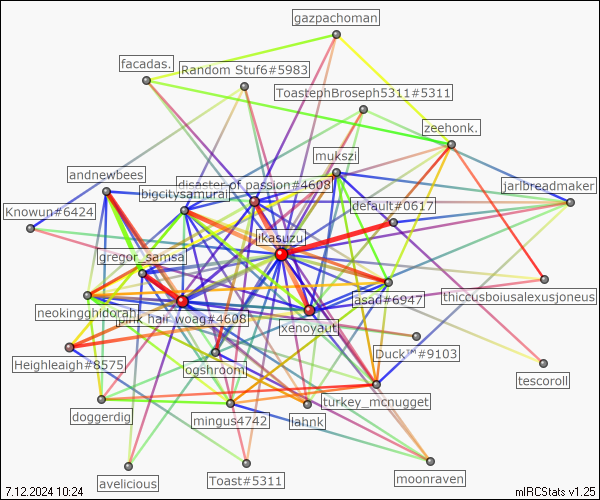 gazpachoman
facadas.
Random Stuf6#5983
ToastephBroseph5311#5311
zeehonk.
mukszi
andnewbees
disaster of passion#4608
jarlbreadmaker
bigcitysamurai
default#0617
Knowun#6424
ikasuzu
gregor_samsa
thiccusboiusalexusjoneus
asad#6947
neokingghidorah
pink hair woag#4608
xenovaut
Duck™#9103
Heighleaigh#8575
ogshroom
tescoroll
turkey_mcnugget
doggerdig
mingus4742
lahnk
moonraven
avelicious
Toast#5311
7.12.2024 10:24
mIRCStats v1.25